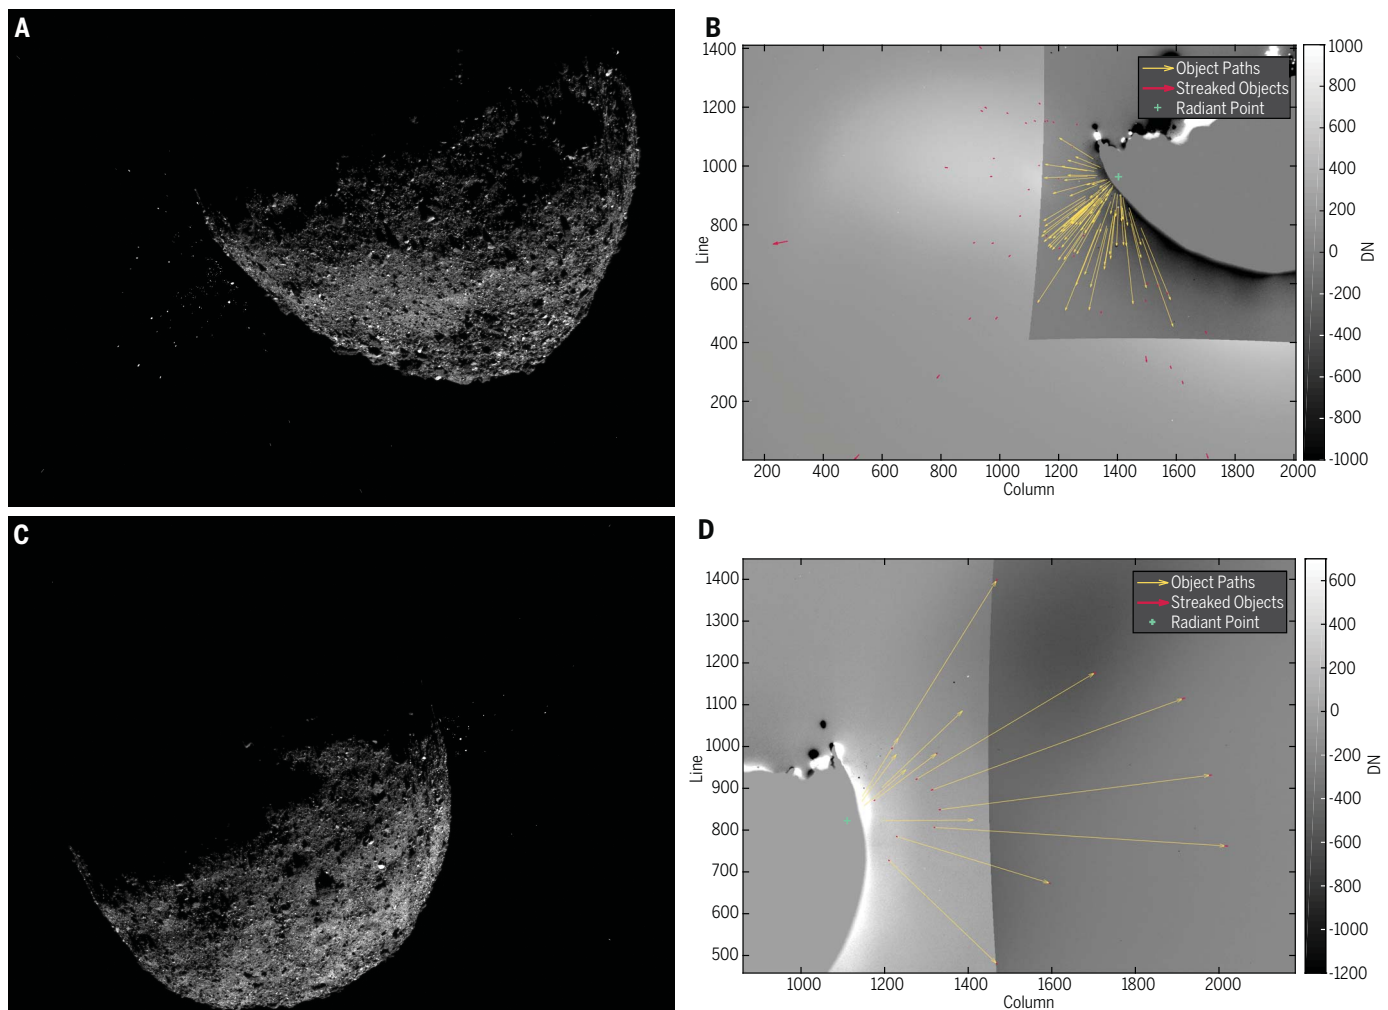 A
B
1400
1200
1000
800
600
400
200
Line
200 400 600 800 1000 1200 1400 1600 1800 2000
Column
Object Paths
Streaked Objects
Radiant Point
1000
800
600
400
200
0
-200
-400
-600
-800
-1000
DN
C
D
1400
1300
1200
1100
1000
900
800
700
600
500
Line
1000 1200 1400 1600 1800 2000
Column
Object Paths
Streaked Objects
Radiant Point
600
400
200
0
-200
-400
-600
-800
-1000
-1200
DN